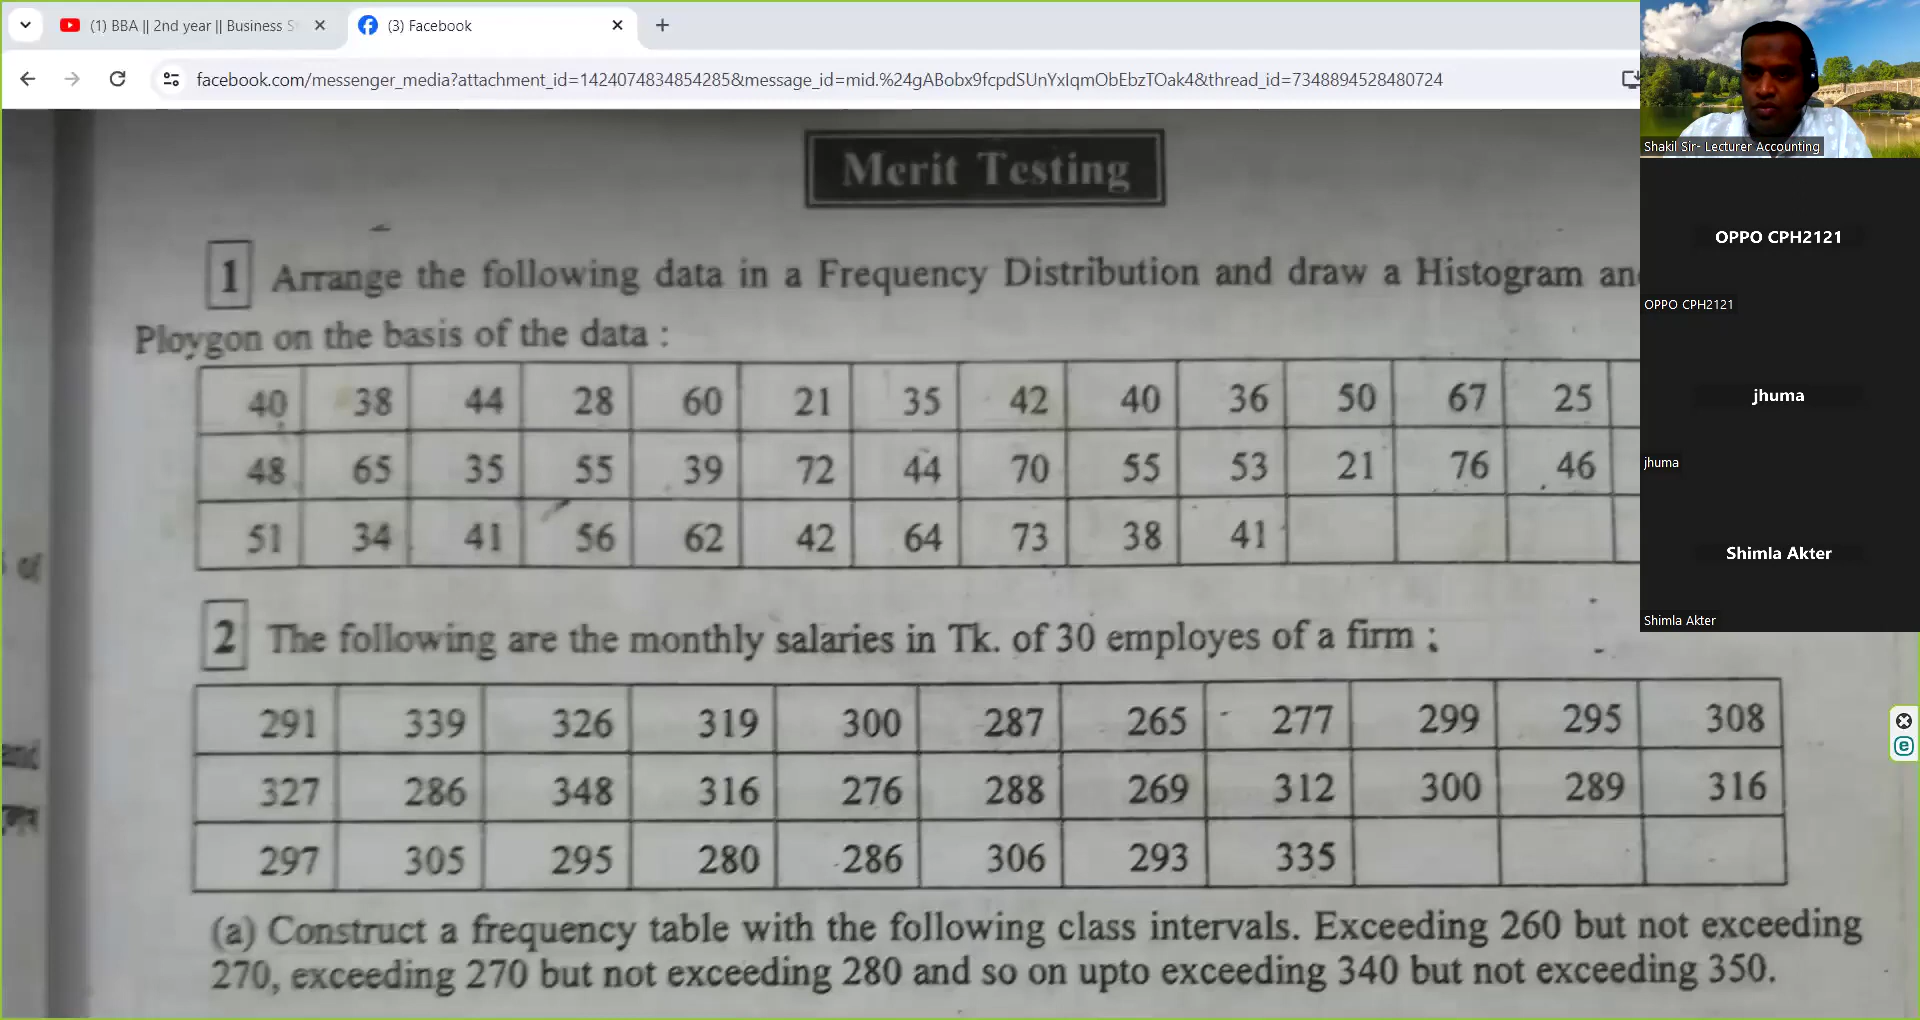 (1) BBA || 2nd year || Business S
(3) Facebook
facebook.com/messenger_media?attachment_id=1424074834854285&message_id=mid.%24gABobx9fcpdSUnYxIqmObEbzTOak4&thread_id=7348894528480724
Shakil Sir- Lecturer Accounting
OPPO CPH2121
OPPO CPH2121
jhuma
jhuma
Shimla Akter
Shimla Akter
Merit Testing
1 Arrange the following data in a Frequency Distribution and draw a Histogram an
Ploygon on the basis of the data :
40 38 44 28 60 21 35 42 40 36 50 67 25
48 65 35 55 39 72 44 70 55 53 21 76 46
51 34 41 56 62 42 64 73 38 41
of
2 The following are the monthly salaries in Tk. of 30 employes of a firm ;
291 339 326 319 300 287 265 277 299 295 308
327 286 348 316 276 288 269 312 300 289 316
297 305 295 280 286 306 293 335
(a) Construct a frequency table with the following class intervals. Exceeding 260 but not exceeding
270, exceeding 270 but not exceeding 280 and so on upto exceeding 340 but not exceeding 350.